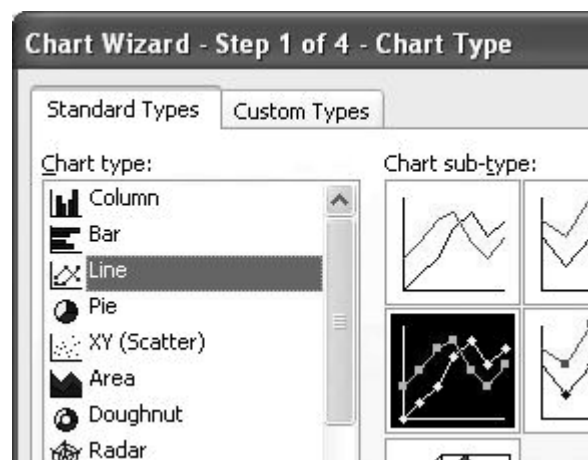 Chart Wizard - Step 1 of 4 - Chart Type
Standard Types
Custom Types
Chart type:
Chart sub-type:
Column
Bar
Line
Pie
XY (Scatter)
Area
Doughnut
Radar